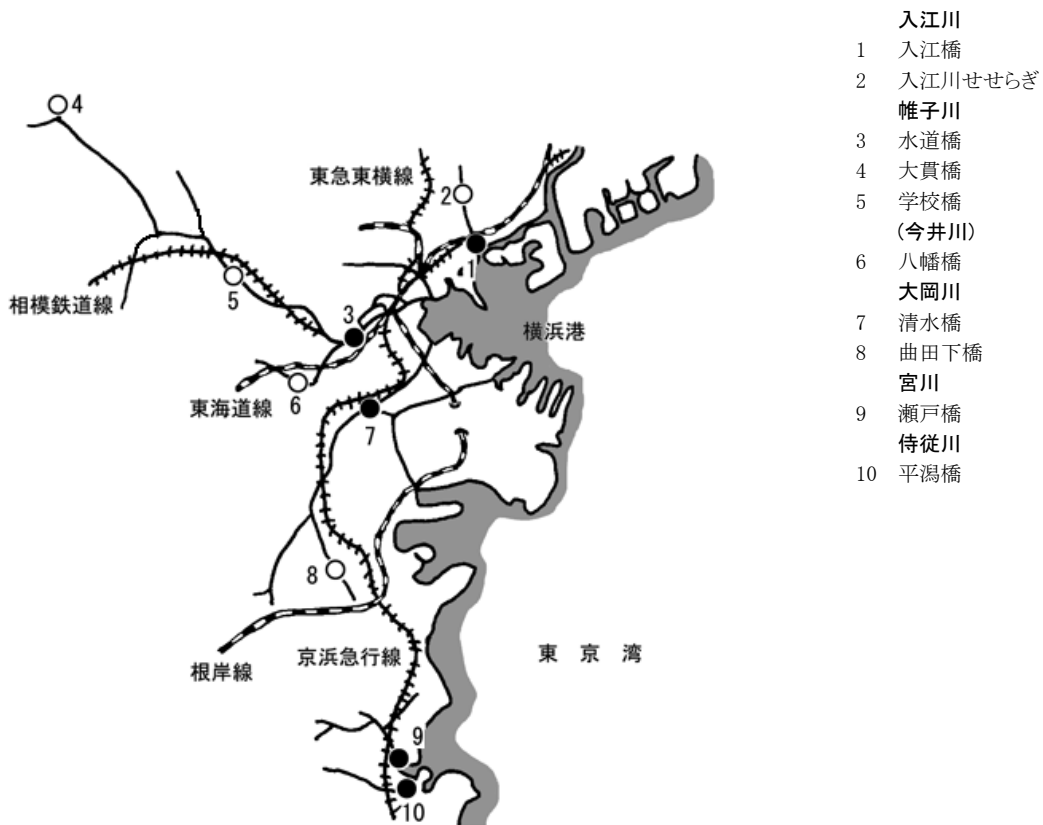 入江川
1 入江橋
2 入江川せせらぎ
帷子川
3 水道橋
4 大貫橋
5 学校橋
(今井川)
6 八幡橋
大岡川
7 清水橋
8 曲田下橋
宮川
9 瀬戸橋
侍従川
10 平潟橋
4
東急東横線
2
1
5
相模鉄道線
3
横浜港
6
東海道線
7
8
京浜急行線
根岸線
東 京 湾
9
10